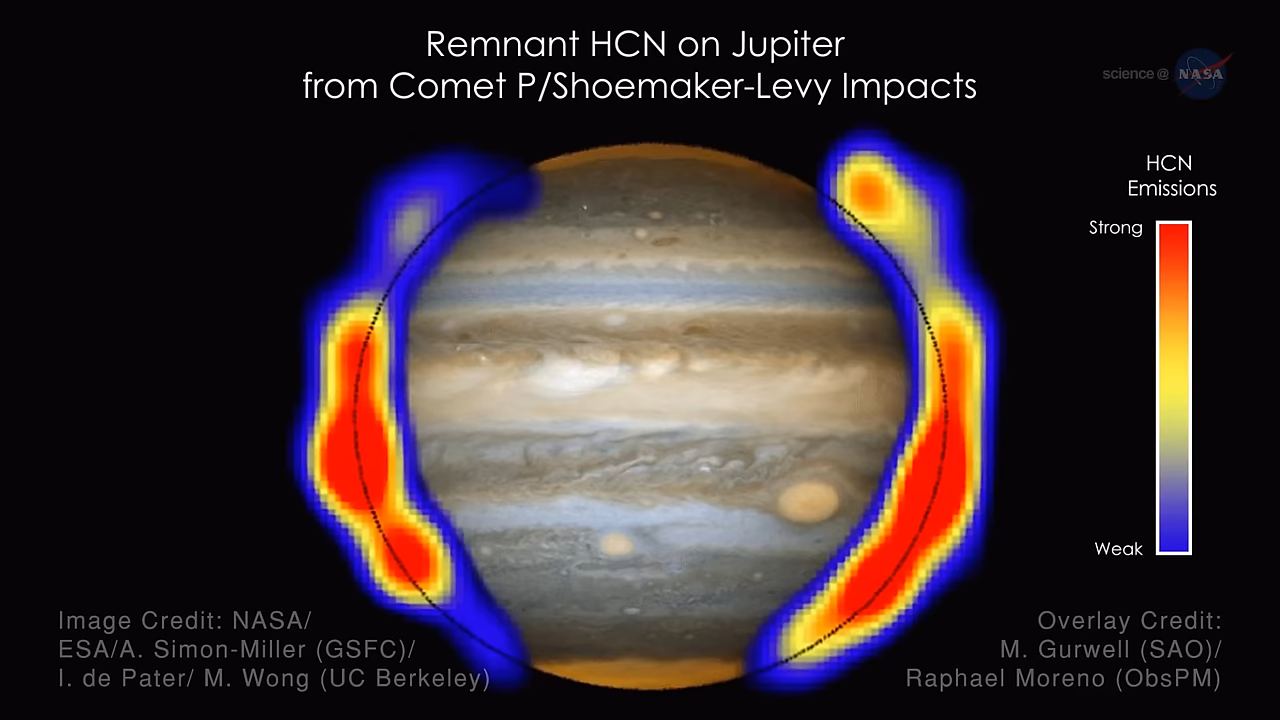 Remnant HCN on Jupiter
from Comet P/Shoemaker-Levy Impacts
science@ NASA
HCN
Emissions
Strong
Weak
Image Credit: NASA/
ESA/A. Simon-Miller (GSFC)/
I. de Pater/ M. Wong (UC Berkeley)
Overlay Credit:
M. Gurwell (SAO)/
Raphael Moreno (ObsPM)